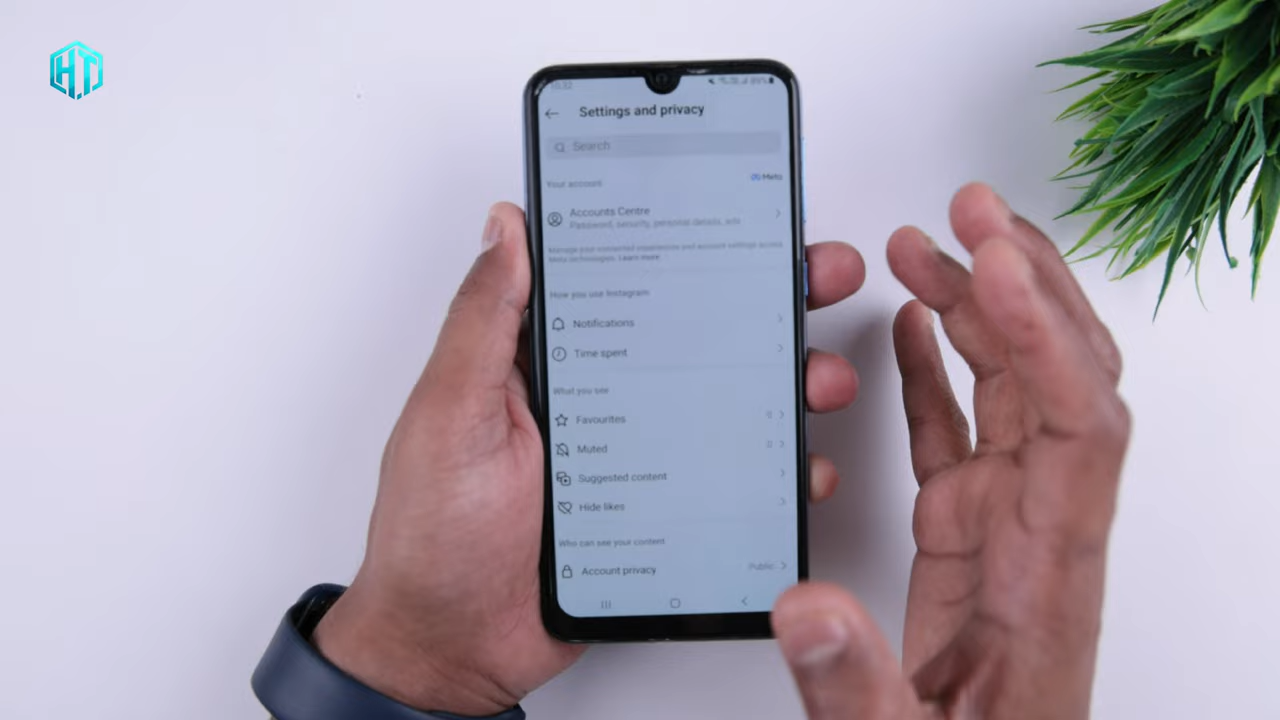 HT
Settings and privacy
Search
Your account
Meta
Accounts Centre
Password, security, personal details, ads
Manage your connected experiences and account settings across
Meta technologies. Learn more
How you use Instagram
Notifications
Time spent
What you see
Favourites
Muted
Suggested content
Hide likes
Who can see your content
Account privacy
Public